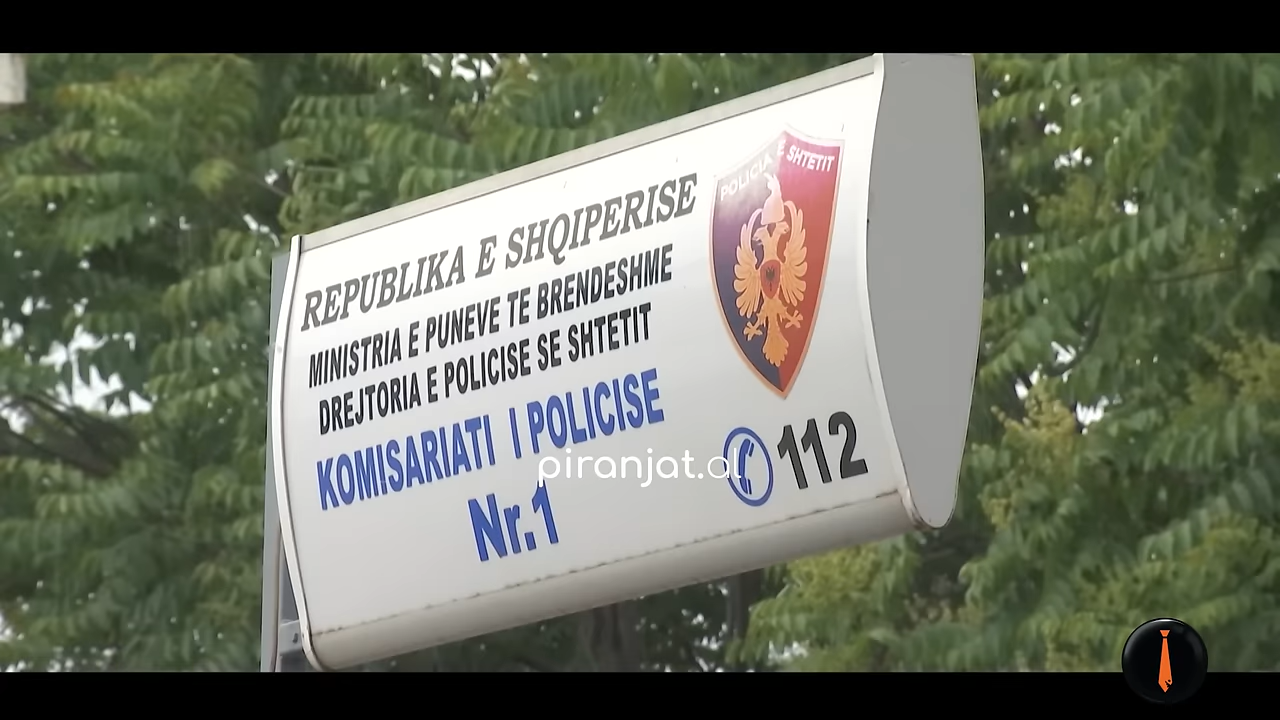 POLICIA E SHTETIT
REPUBLIKA E SHQIPERISE
MINISTRIA E PUNEVE TE BRENDESHME
DREJTORIA E POLICISE SE SHTETIT
KOMISARIATI I POLICISE
Nr.1
112
piranjat.al